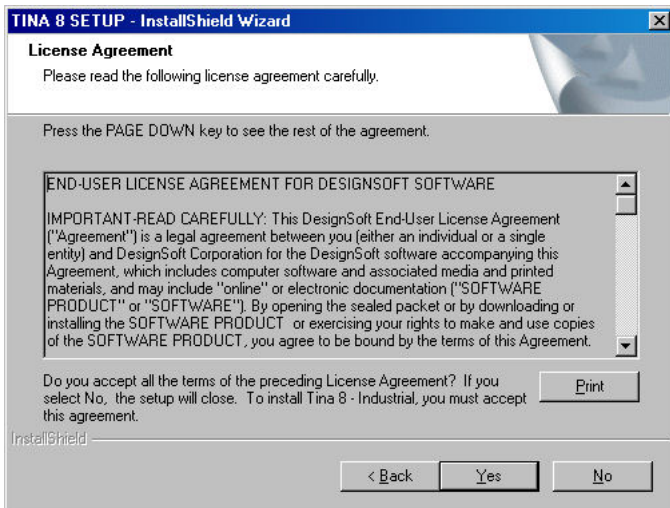 TINA 8 SETUP - InstallShield Wizard
License Agreement
Please read the following license agreement carefully.
Press the PAGE DOWN key to see the rest of the agreement.
END-USER LICENSE AGREEMENT FOR DESIGNSOFT SOFTWARE
IMPORTANT-READ CAREFULLY: This DesignSoft End-User License Agreement
("Agreement") is a legal agreement between you (either an individual or a single
entity) and DesignSoft Corporation for the DesignSoft software accompanying this
Agreement, which includes computer software and associated media and printed
materials, and may include "online" or electronic documentation ("SOFTWARE
PRODUCT" or "SOFTWARE"). By opening the sealed packet or by downloading or
installing the SOFTWARE PRODUCT or exercising your rights to make and use copies
of the SOFTWARE PRODUCT, you agree to be bound by the terms of this Agreement.
Do you accept all the terms of the preceding License Agreement? If you
select No, the setup will close. To install Tina 8 - Industrial, you must accept
this agreement.
Print
InstallShield
< Back Yes No